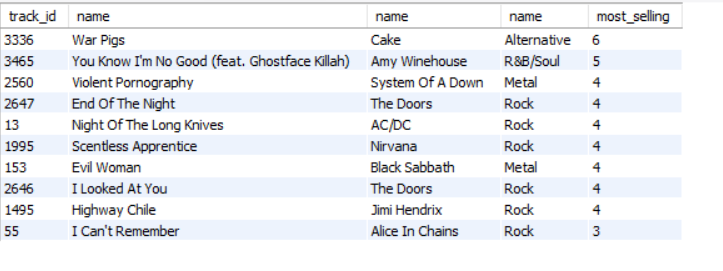 track_id name name name most_selling
3336 War Pigs Cake Alternative 6
3465 You Know I'm No Good (feat. Ghostface Killah) Amy Winehouse R&B/Soul 5
2560 Violent Pornography System Of A Down Metal 4
2647 End Of The Night The Doors Rock 4
13 Night Of The Long Knives AC/DC Rock 4
1995 Scentless Apprentice Nirvana Rock 4
153 Evil Woman Black Sabbath Metal 4
2646 I Looked At You The Doors Rock 4
1495 Highway Chile Jimi Hendrix Rock 4
55 I Can't Remember Alice In Chains Rock 3